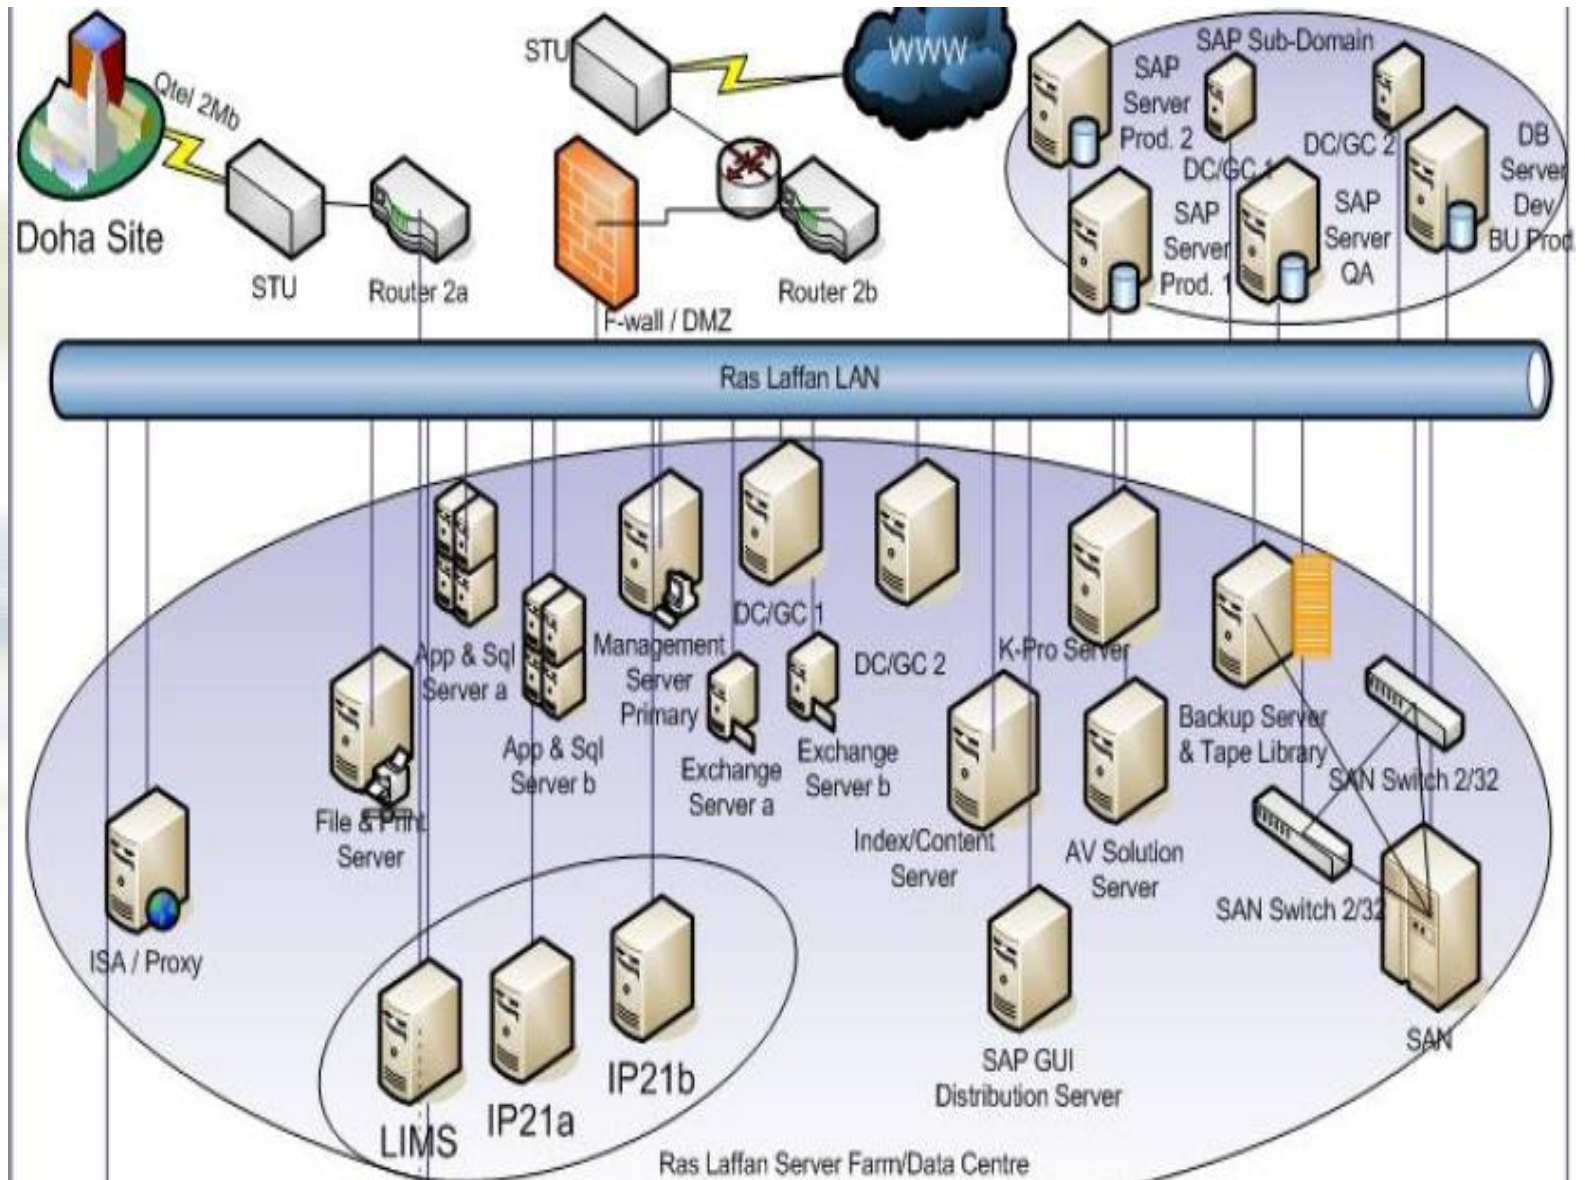 Doha Site
Qtel 2Mb
STU
Router 2a
STU
WWW
F-wall / DMZ
Router 2b
SAP Sub-Domain
SAP
Server
Prod. 2
DC/GC 1
DC/GC 2
DB
Server
Dev
BU Prod
SAP
Server
Prod. 1
SAP
Server
QA
Ras Laffan LAN
App & Sql
Server a
App & Sql
Server b
Management
Server
Primary
DC/GC 1
DC/GC 2
Exchange
Server a
Exchange
Server b
K-Pro Server
Backup Server
& Tape Library
SAN Switch 2/32
SAN Switch 2/32
File & Print
Server
Index/Content
Server
AV Solution
Server
ISA / Proxy
SAN
LIMS
IP21a
IP21b
SAP GUI
Distribution Server
Ras Laffan Server Farm/Data Centre